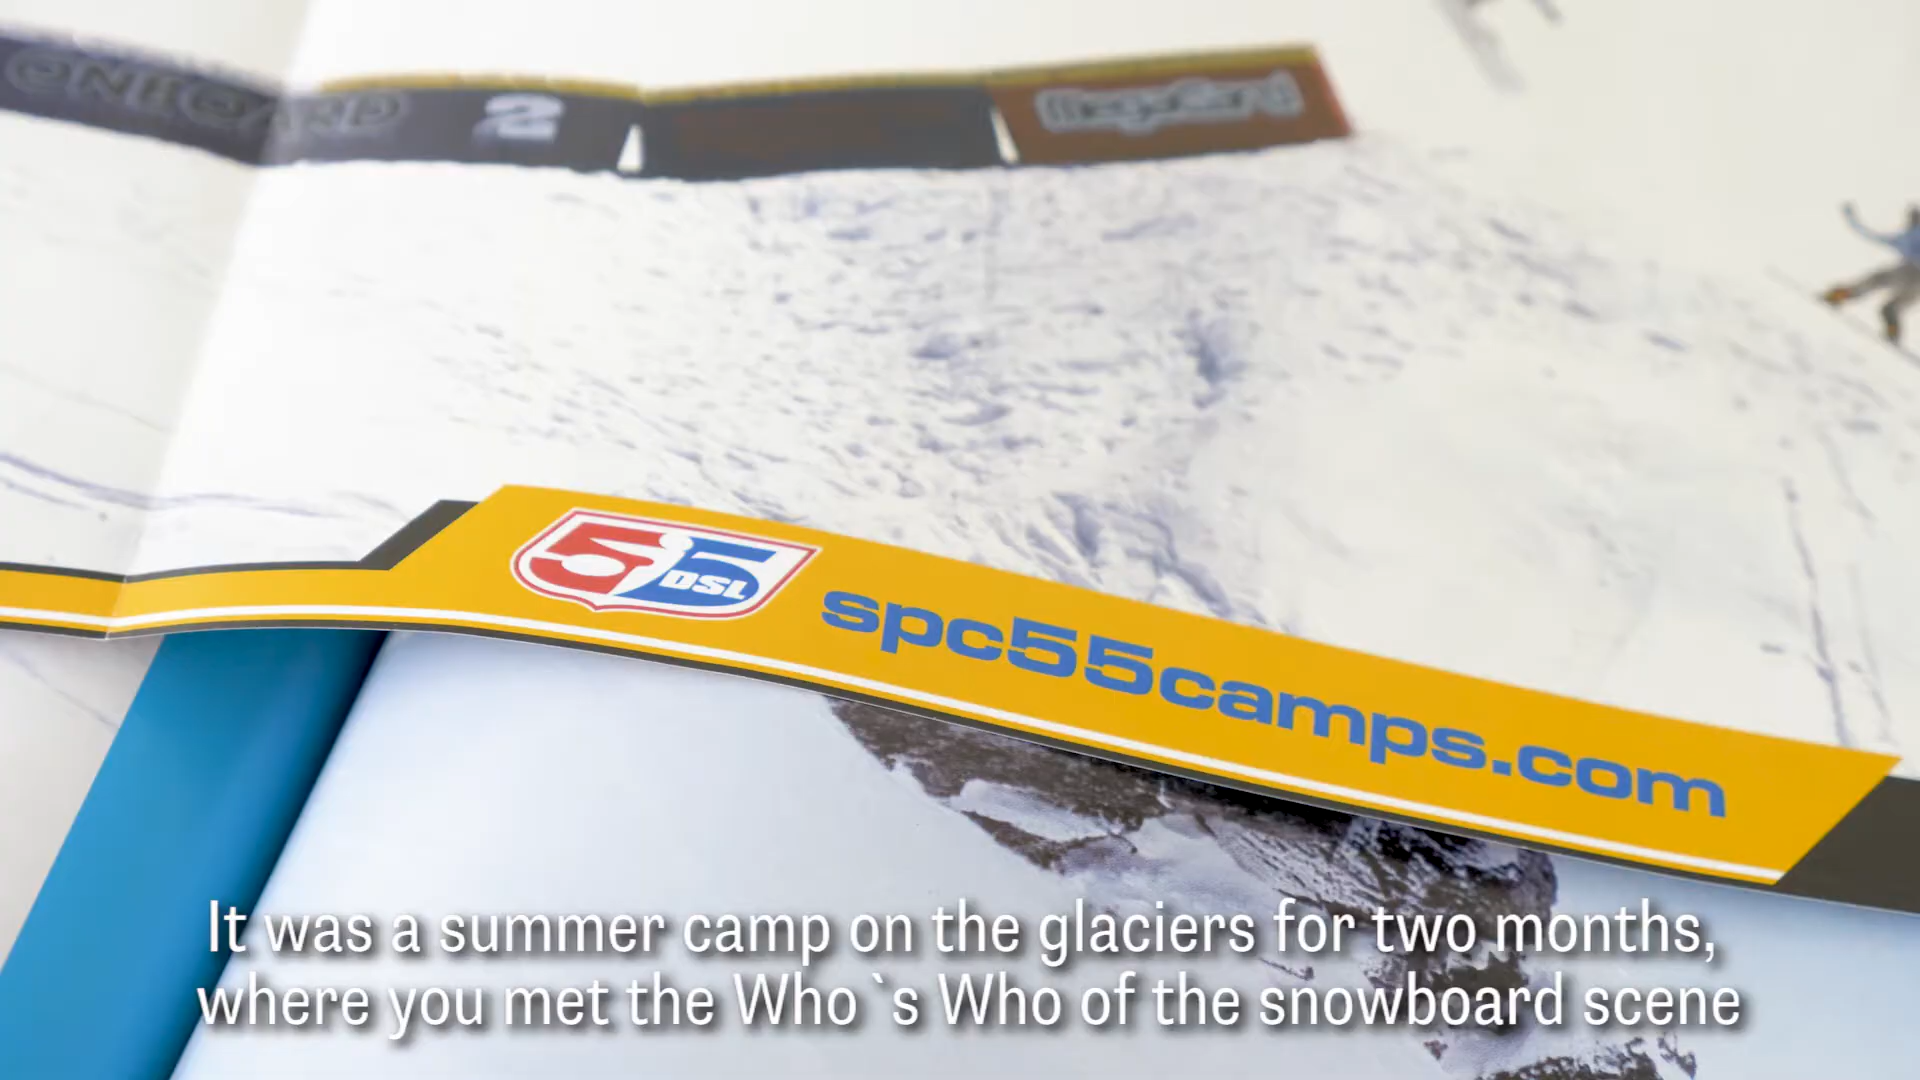 ONBOARD
2
55
DSL
spc55camps.com
It was a summer camp on the glaciers for two months,
where you met the Who`s Who of the snowboard scene